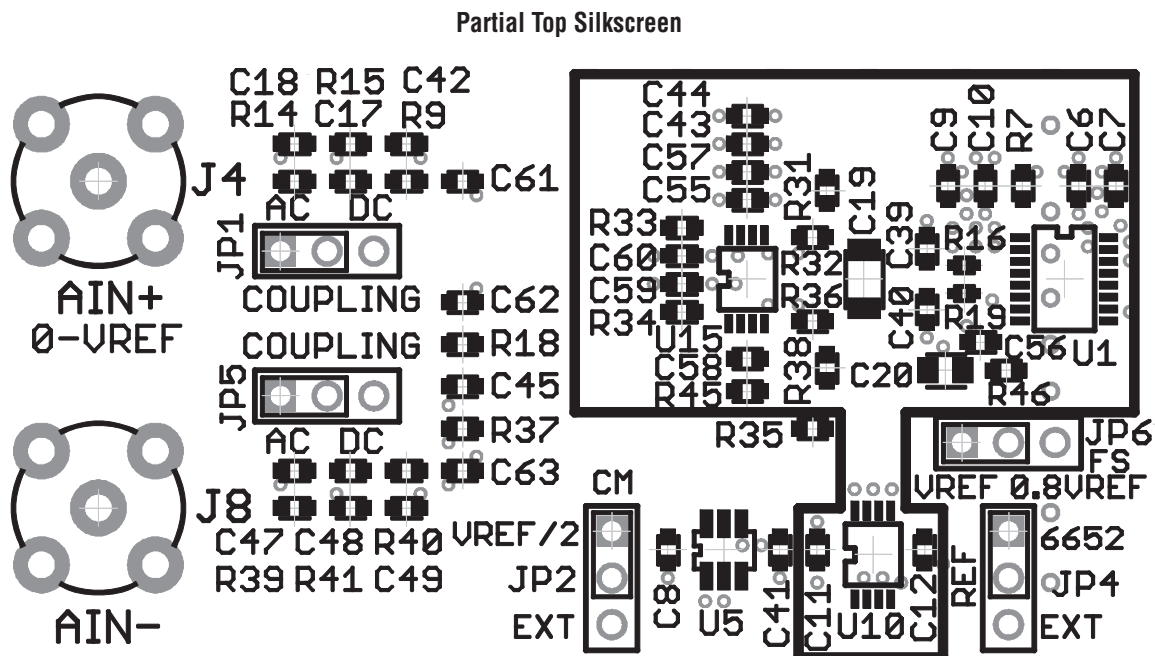 Partial Top Silkscreen
C18 R15 C42
R14 C17 R9
J4
C61
AC DC
JP1
COUPLING
AIN+
0-VREF
C62
COUPLING
R18
JP5
C45
AC DC
R37
C63
J8
C47 C48 R40
R39 R41 C49
AIN-
C44
C43
C57
C55
R33
C60
C59
R34
U15
C58
R45
R31
R32
R36
R38
R35
C19
C39
C40
C20
C9
C10
R7
C6
C7
R16
R19
C56
R46
U1
JP6
FS
VREF 0.8VREF
CM
VREF/2
JP2
EXT
C8
U5
C41
C11
U10
C12
REF
6652
JP4
EXT